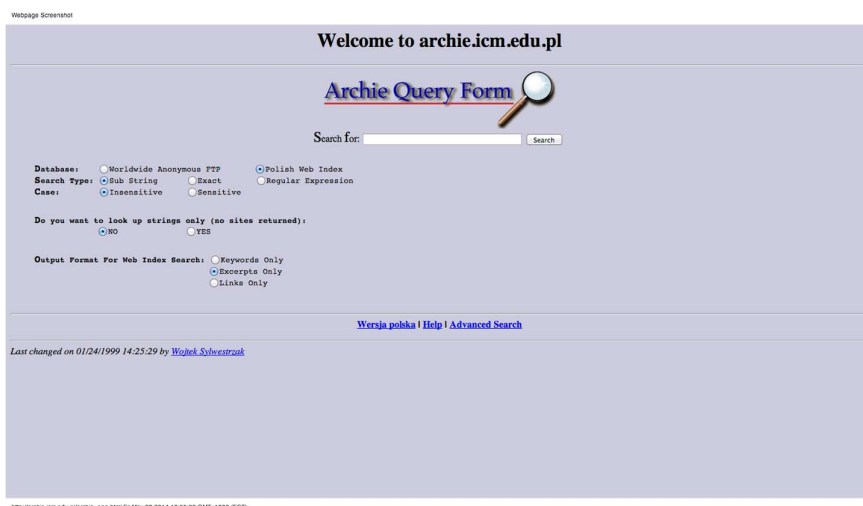 Webpage Screenshot
Welcome to archie.icm.edu.pl
Archie Query Form
Search for: Search
Database: Worldwide Anonymous FTP Polish Web Index
Search Type: Sub String Exact Regular Expression
Case: Insensitive Sensitive
Do you want to look up strings only (no sites returned):
NO YES
Output Format For Web Index Search: Keywords Only
Excerpts Only
Links Only
Wersja polska | Help | Advanced Search
Last changed on 01/24/1999 14:25:29 by Wojtek Sylwestrzak